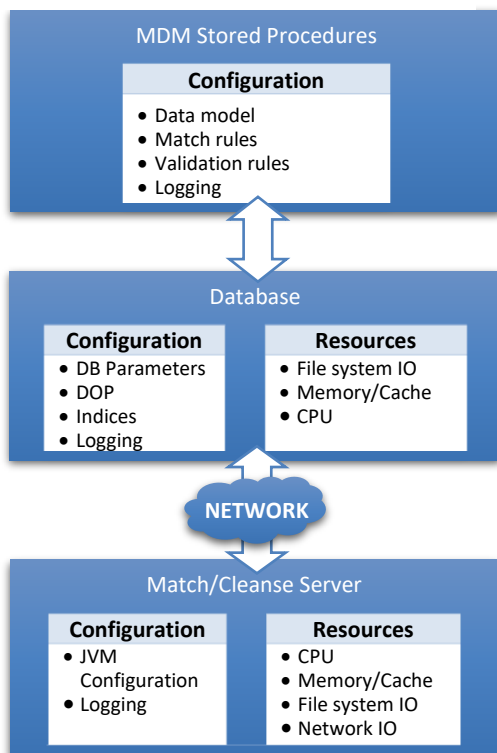 MDM Stored Procedures
Configuration
• Data model
• Match rules
• Validation rules
• Logging
Database
Configuration
• DB Parameters
• DOP
• Indices
• Logging
Resources
• File system IO
• Memory/Cache
• CPU
NETWORK
Match/Cleanse Server
Configuration
• JVM
Configuration
• Logging
Resources
• CPU
• Memory/Cache
• File system IO
• Network IO